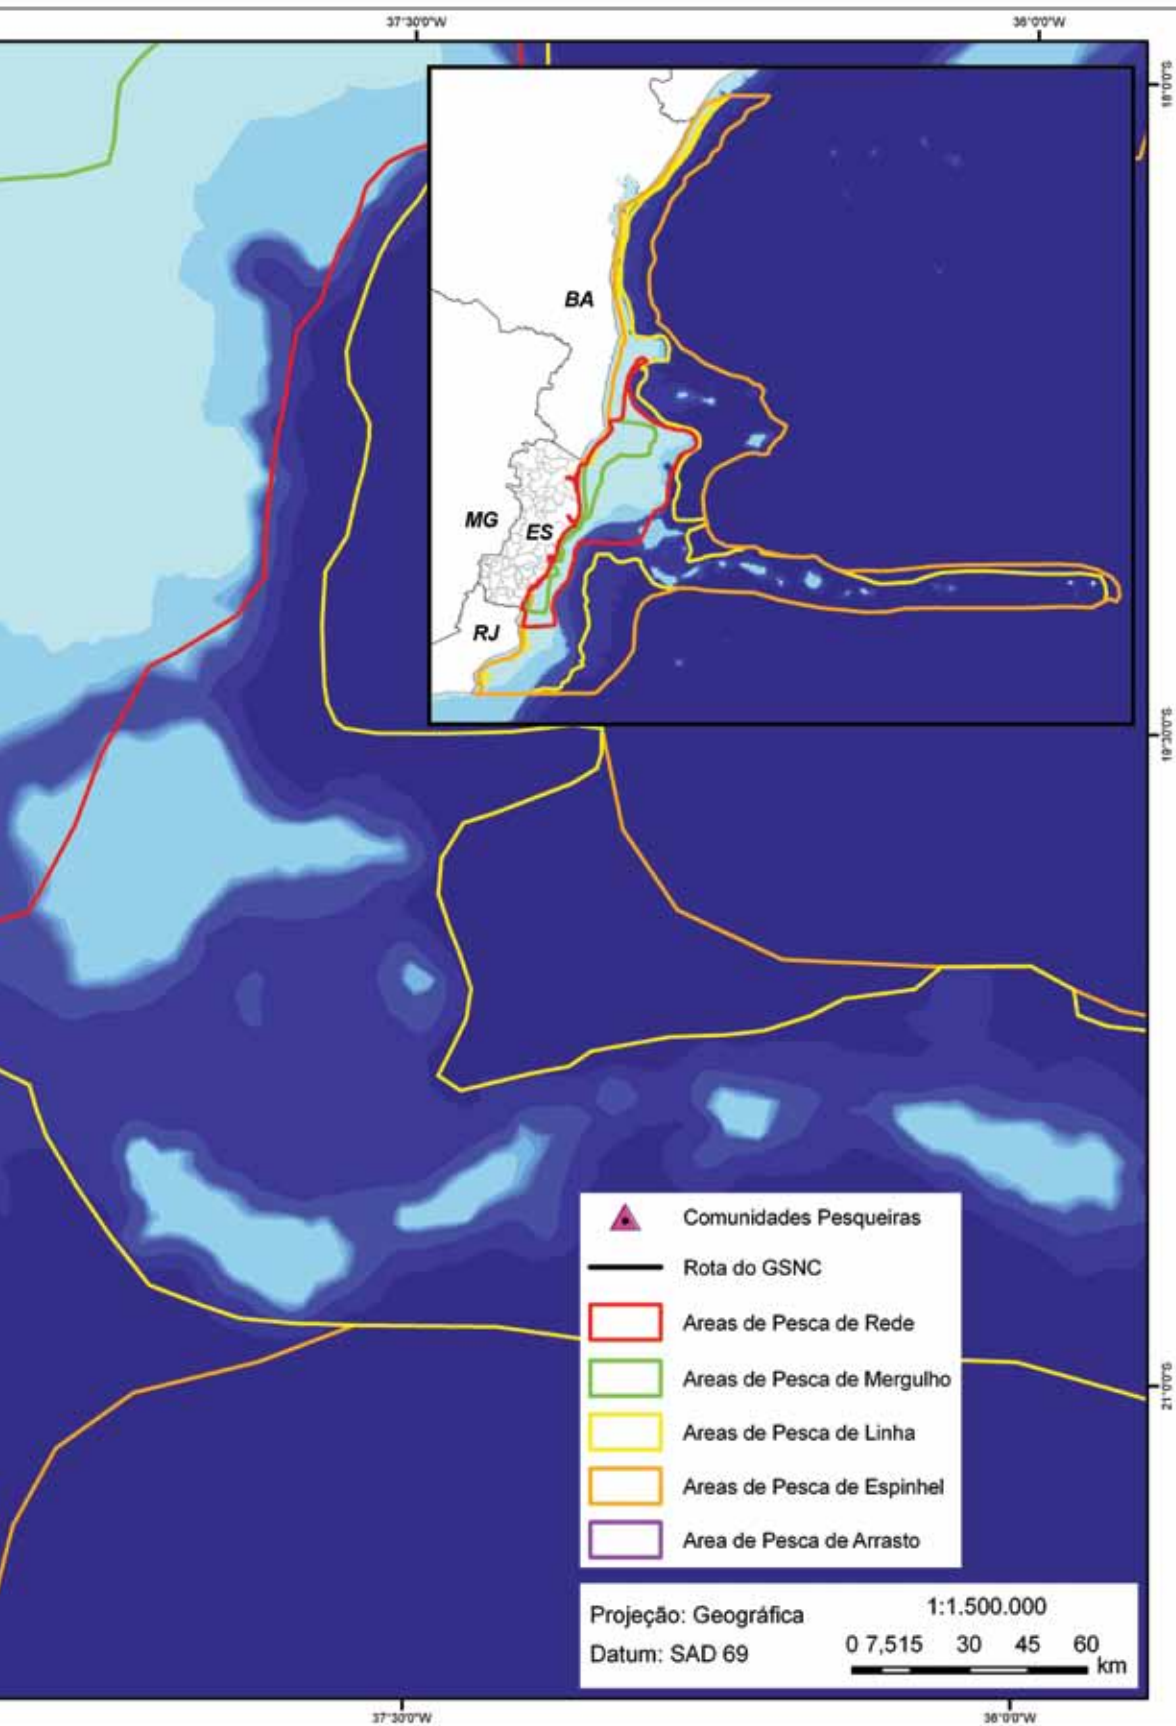 37°30'0"W
36°0'0"W
18°0'0"S
BA
MG
ES
RJ
19°30'0"S
Comunidades Pesqueiras
Rota do GSNC
Areas de Pesca de Rede
Areas de Pesca de Mergulho
21°0'0"S
Areas de Pesca de Linha
Areas de Pesca de Espinhel
Area de Pesca de Arrasto
Projeção: Geográfica
1:1.500.000
Datum: SAD 69
0 7,515 30 45 60
km
37°30'0"W
36°0'0"W